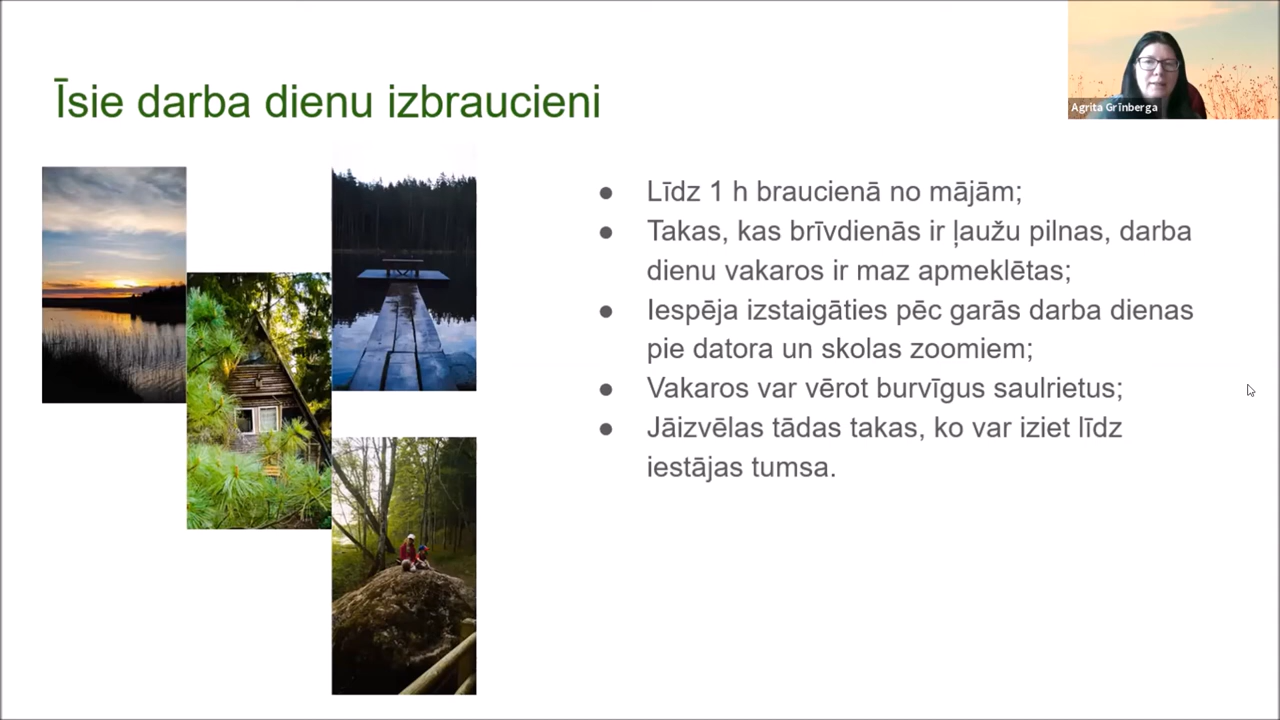 Īsie darba dienu izbraucieni
Agrita Grīnberga
● Līdz 1 h braucienā no mājām;
● Takas, kas brīvdienās ir ļaužu pilnas, darba
dienu vakaros ir maz apmeklētas;
● Iespēja izstaigāties pēc garās darba dienas
pie datora un skolas zoomiem;
● Vakaros var vērot burvīgus saulrietus;
● Jāizvēlas tādas takas, ko var iziet līdz
iestājas tumsa.